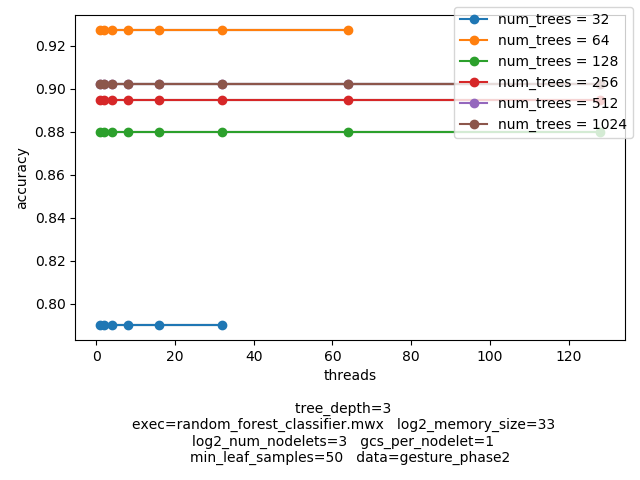 num_trees = 32
num_trees = 64
num_trees = 128
num_trees = 256
num_trees = 512
num_trees = 1024
0.92
0.90
0.88
0.86
0.84
0.82
0.80
accuracy
0 20 40 60 80 100 120
threads
tree_depth=3
exec=random_forest_classifier.mwx log2_memory_size=33
log2_num_nodelets=3 gcs_per_nodelet=1
min_leaf_samples=50 data=gesture_phase2